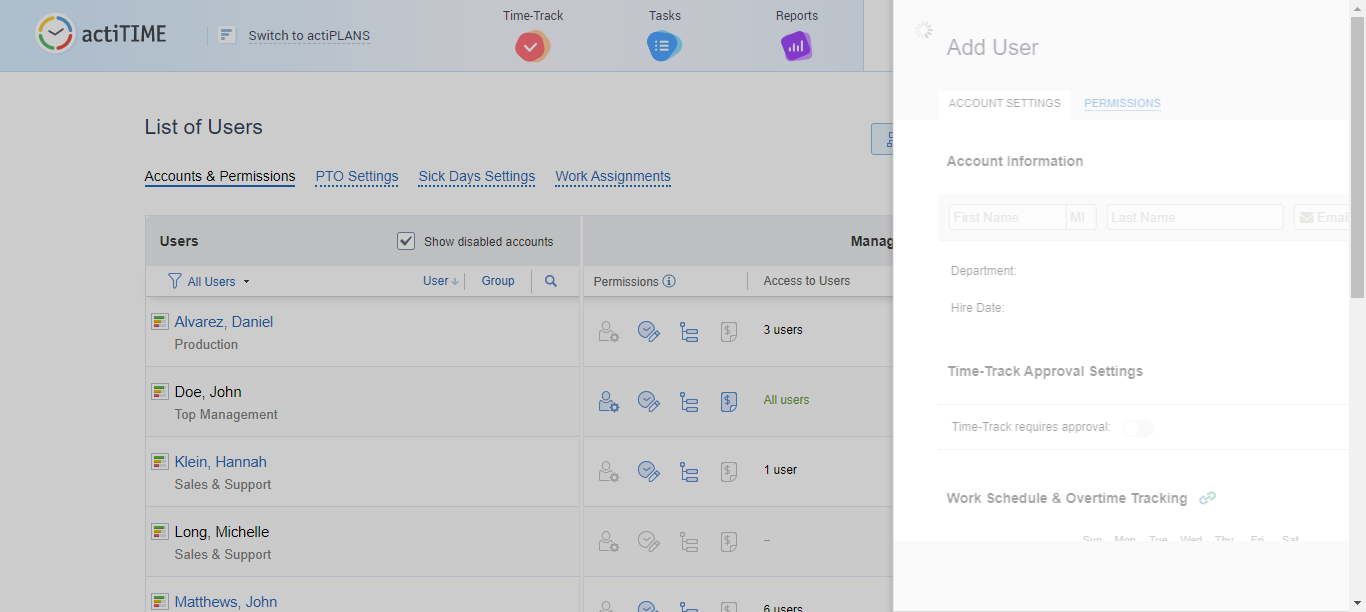 actiTIME
Switch to actiPLANS
Time-Track
Tasks
Reports
List of Users
Accounts & Permissions
PTO Settings
Sick Days Settings
Work Assignments
Users
Show disabled accounts
Manag
All Users
User
Group
Permissions
Access to Users
Alvarez, Daniel
Production
3 users
Doe, John
Top Management
All users
Klein, Hannah
Sales & Support
1 user
Long, Michelle
Sales & Support
–
Matthews, John
6 users
Add User
ACCOUNT SETTINGS
PERMISSIONS
Account Information
First Name
MI
Last Name
Email
Department:
Hire Date:
Time-Track Approval Settings
Time-Track requires approval:
Work Schedule & Overtime Tracking
Sun Mon Tue Wed Thu Fri Sat